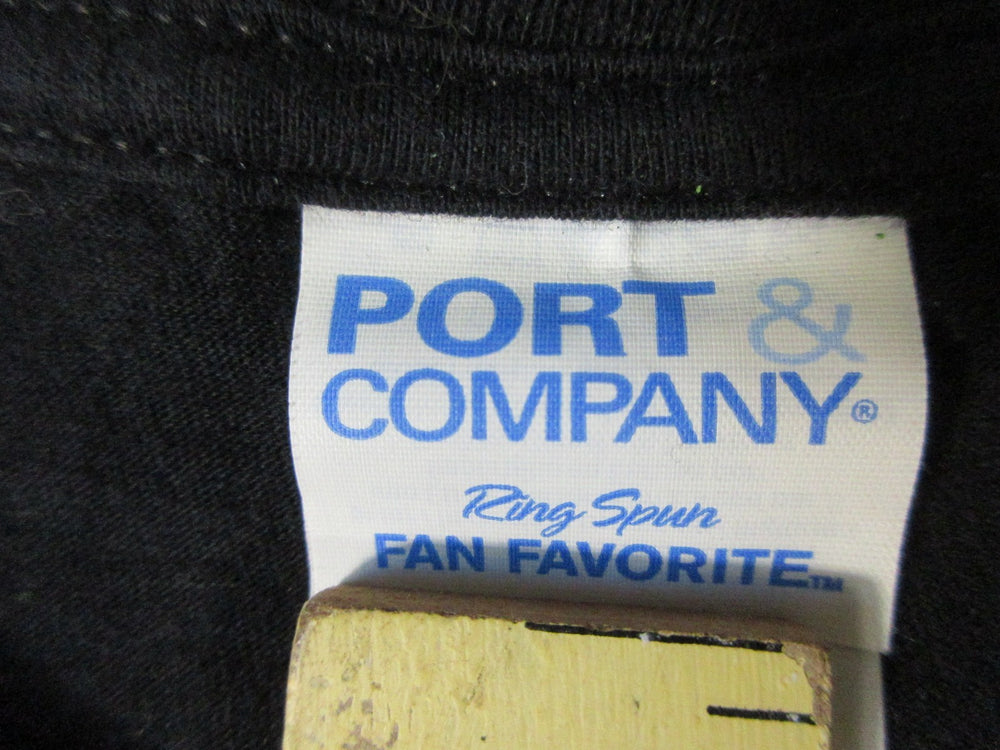 PORT &
COMPANY®
Ring Spun
FAN FAVORITE™